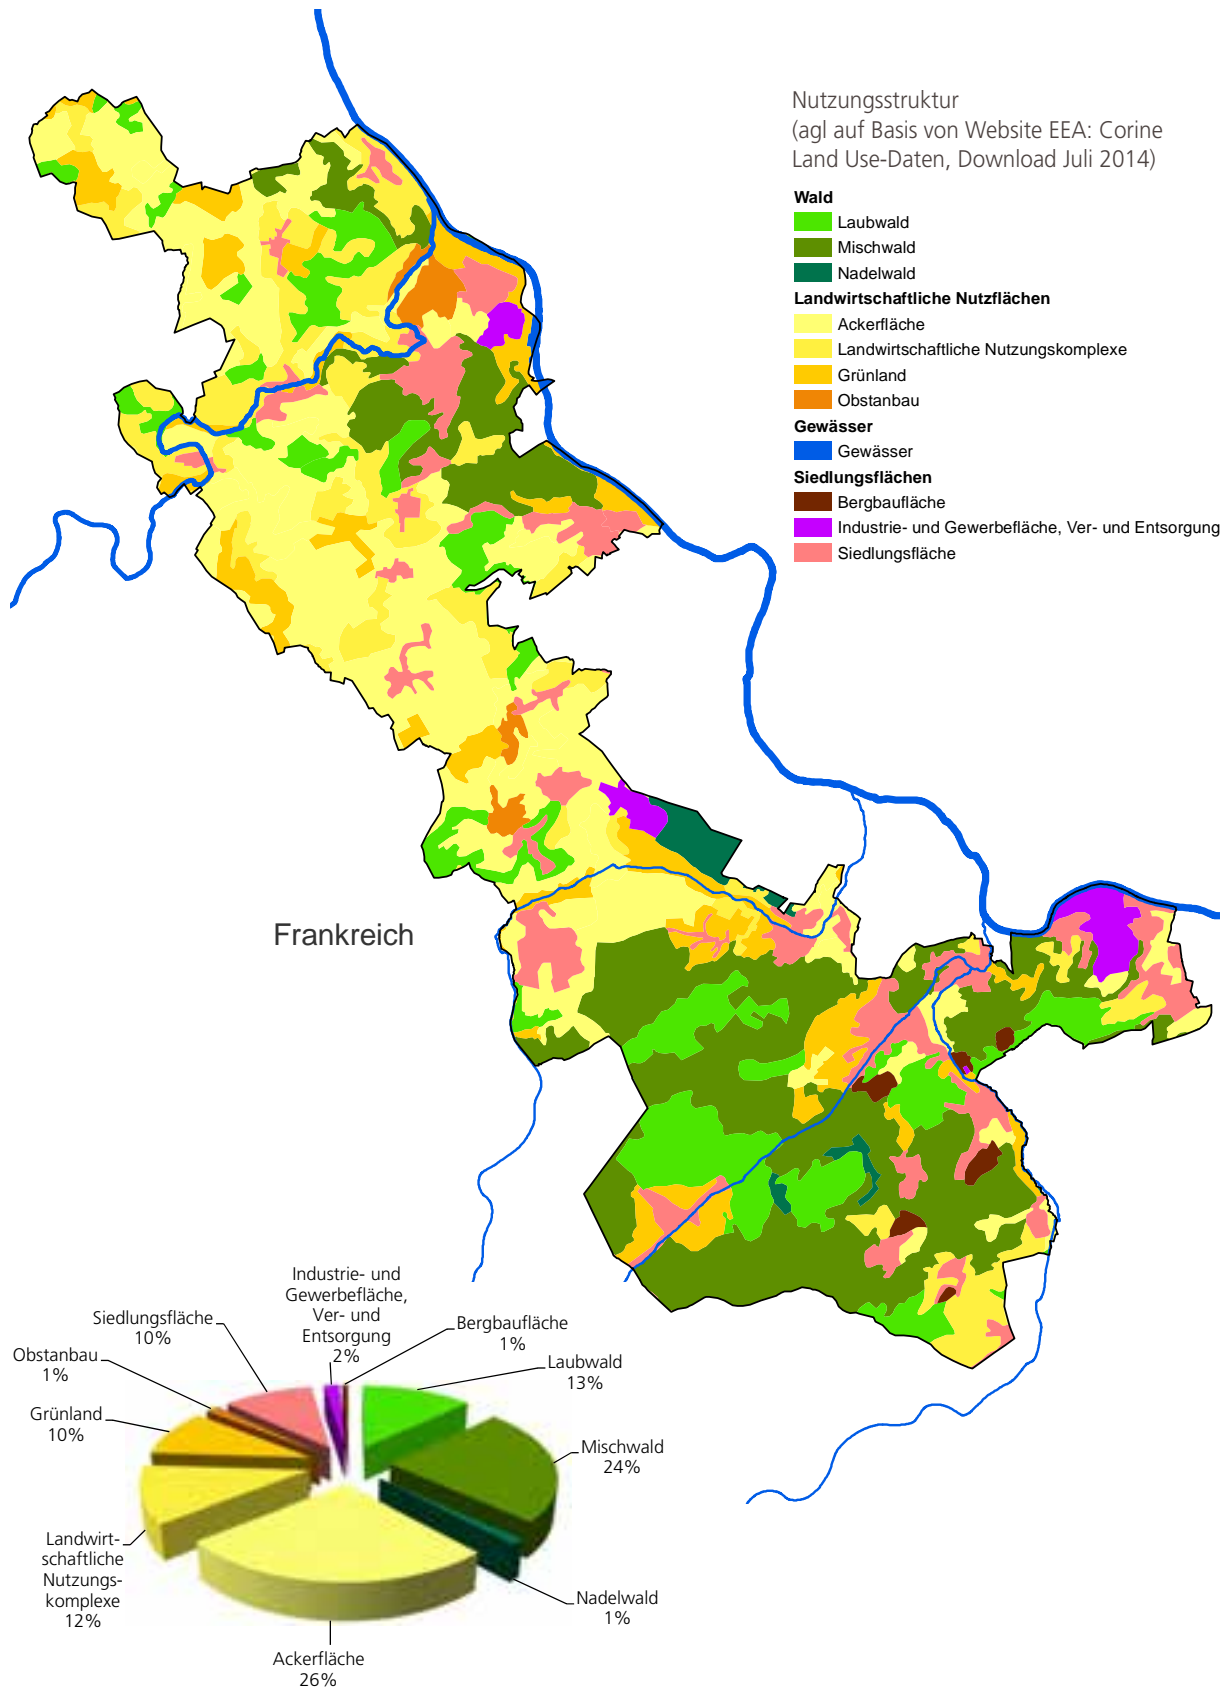 Nutzungsstruktur
(agl auf Basis von Website EEA: Corine
Land Use-Daten, Download Juli 2014)
Wald
Laubwald
Mischwald
Nadelwald
Landwirtschaftliche Nutzflächen
Ackerfläche
Landwirtschaftliche Nutzungskomplexe
Grünland
Obstanbau
Gewässer
Gewässer
Siedlungsflächen
Bergbaufläche
Industrie- und Gewerbefläche, Ver- und Entsorgung
Siedlungsfläche
Frankreich
Industrie- und
Gewerbefläche,
Ver- und
Entsorgung
2%
Bergbaufläche
1%
Laubwald
13%
Mischwald
24%
Nadelwald
1%
Ackerfläche
26%
Landwirt-
schaftliche
Nutzungs-
komplexe
12%
Grünland
10%
Obstanbau
1%
Siedlungsfläche
10%